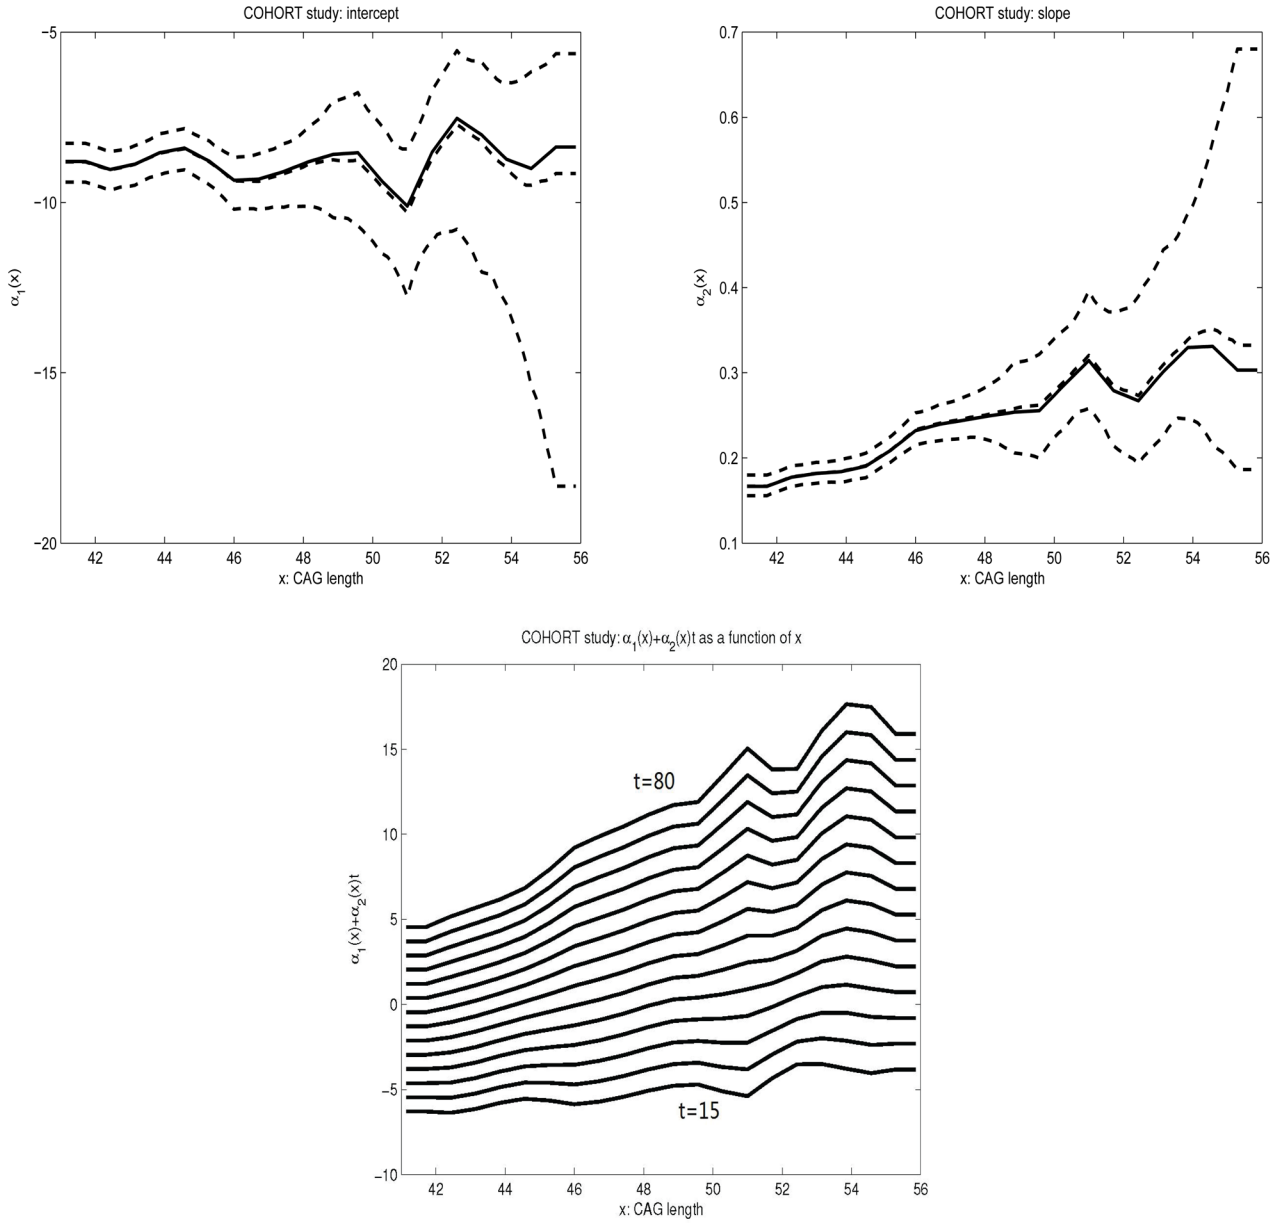 COHORT study: intercept
−5
−10
−15
−20
α1(x)
42 44 46 48 50 52 54 56
x: CAG length
COHORT study: slope
0.7
0.6
0.5
0.4
0.3
0.2
0.1
α2(x)
42 44 46 48 50 52 54 56
x: CAG length
COHORT study: α1(x)+α2(x)t as a function of x
20
15
10
5
0
−5
−10
α1(x)+α2(x)t
t=80
t=15
42 44 46 48 50 52 54 56
x: CAG length